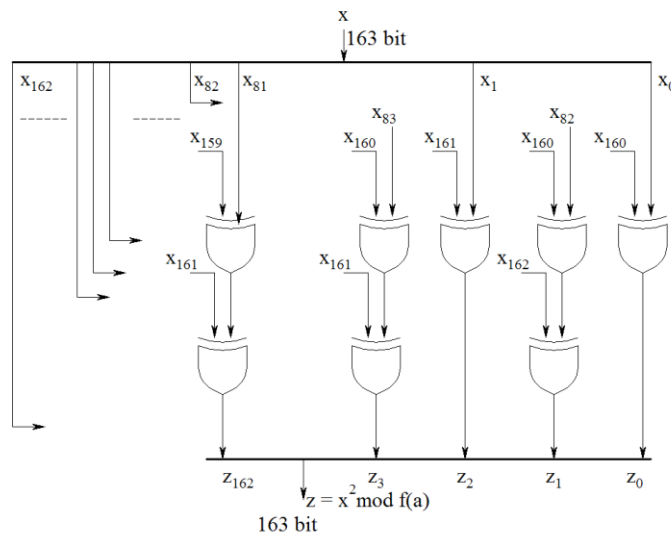 x
163 bit
x162 x82 x81 x1 x0
x83 x82
x159 x160 x161 x160 x160
x161 x161 x162
z162 z3 z2 z1 z0
z = x2 mod f(a)
163 bit